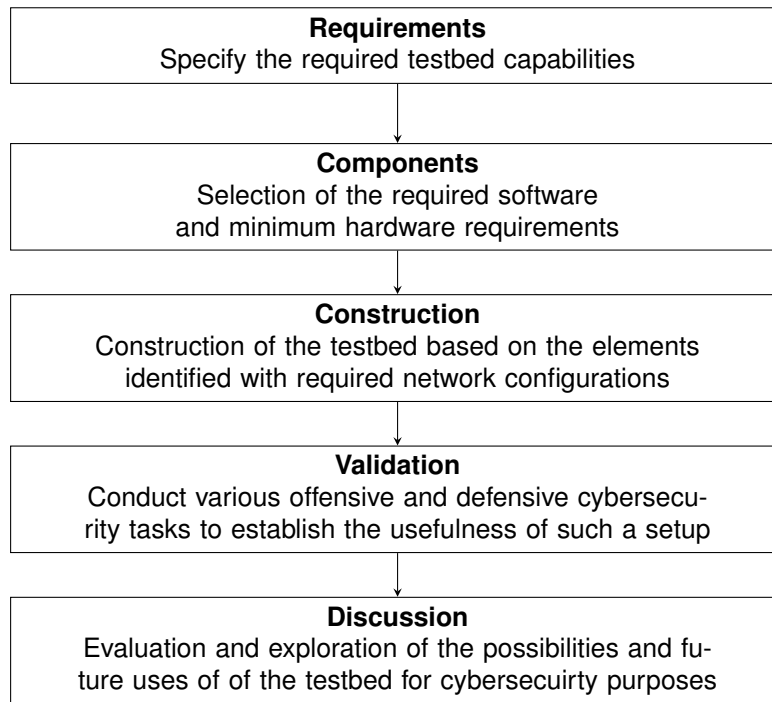 Requirements
Specify the required testbed capabilities
Components
Selection of the required software
and minimum hardware requirements
Construction
Construction of the testbed based on the elements
identified with required network configurations
Validation
Conduct various offensive and defensive cybersecu-
rity tasks to establish the usefulness of such a setup
Discussion
Evaluation and exploration of the possibilities and fu-
ture uses of of the testbed for cybersecuirty purposes